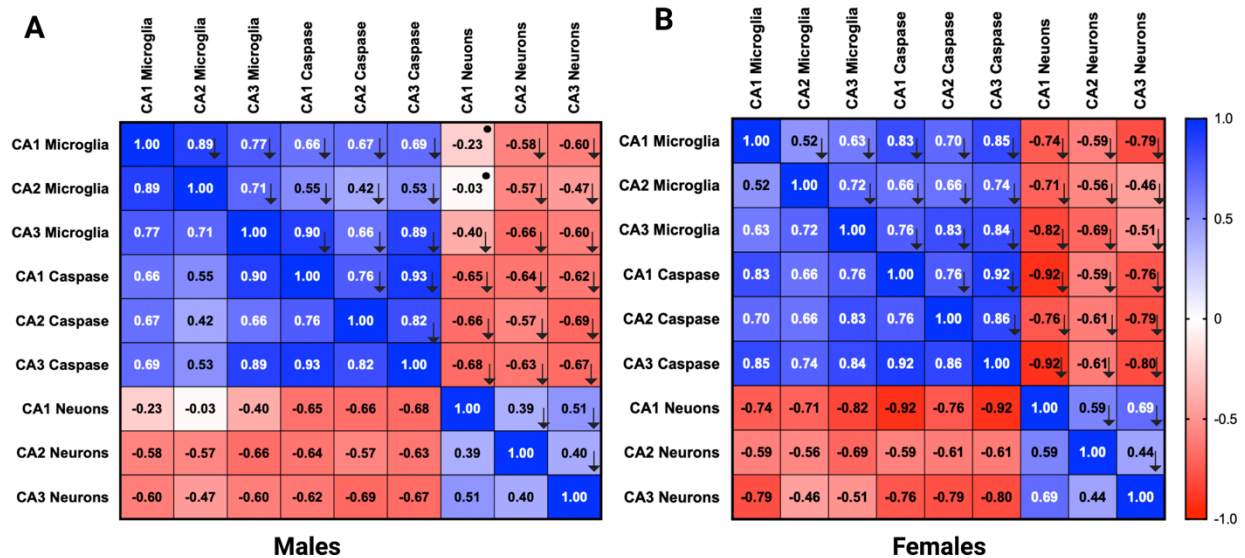 A
CA1 Microglia CA2 Microglia CA3 Microglia CA1 Caspase CA2 Caspase CA3 Caspase CA1 Neuons CA2 Neurons CA3 Neurons
CA1 Microglia 1.00 0.89 0.77 0.66 0.67 0.69 -0.23 -0.58 -0.60
CA2 Microglia 0.89 1.00 0.71 0.55 0.42 0.53 -0.03 -0.57 -0.47
CA3 Microglia 0.77 0.71 1.00 0.90 0.66 0.89 -0.40 -0.66 -0.60
CA1 Caspase 0.66 0.55 0.90 1.00 0.76 0.93 -0.65 -0.64 -0.62
CA2 Caspase 0.67 0.42 0.66 0.76 1.00 0.82 -0.66 -0.57 -0.69
CA3 Caspase 0.69 0.53 0.89 0.93 0.82 1.00 -0.68 -0.63 -0.67
CA1 Neuons -0.23 -0.03 -0.40 -0.65 -0.66 -0.68 1.00 0.39 0.51
CA2 Neurons -0.58 -0.57 -0.66 -0.64 -0.57 -0.63 0.39 1.00 0.40
CA3 Neurons -0.60 -0.47 -0.60 -0.62 -0.69 -0.67 0.51 0.40 1.00
Males
B
CA1 Microglia CA2 Microglia CA3 Microglia CA1 Caspase CA2 Caspase CA3 Caspase CA1 Neuons CA2 Neurons CA3 Neurons
CA1 Microglia 1.00 0.52 0.63 0.83 0.70 0.85 -0.74 -0.59 -0.79
CA2 Microglia 0.52 1.00 0.72 0.66 0.66 0.74 -0.71 -0.56 -0.46
CA3 Microglia 0.63 0.72 1.00 0.76 0.83 0.84 -0.82 -0.69 -0.51
CA1 Caspase 0.83 0.66 0.76 1.00 0.76 0.92 -0.92 -0.59 -0.76
CA2 Caspase 0.70 0.66 0.83 0.76 1.00 0.86 -0.76 -0.61 -0.79
CA3 Caspase 0.85 0.74 0.84 0.92 0.86 1.00 -0.92 -0.61 -0.80
CA1 Neuons -0.74 -0.71 -0.82 -0.92 -0.76 -0.92 1.00 0.59 0.69
CA2 Neurons -0.59 -0.56 -0.69 -0.59 -0.61 -0.61 0.59 1.00 0.44
CA3 Neurons -0.79 -0.46 -0.51 -0.76 -0.79 -0.80 0.69 0.44 1.00
Females
1.0
0.5
0
-0.5
-1.0